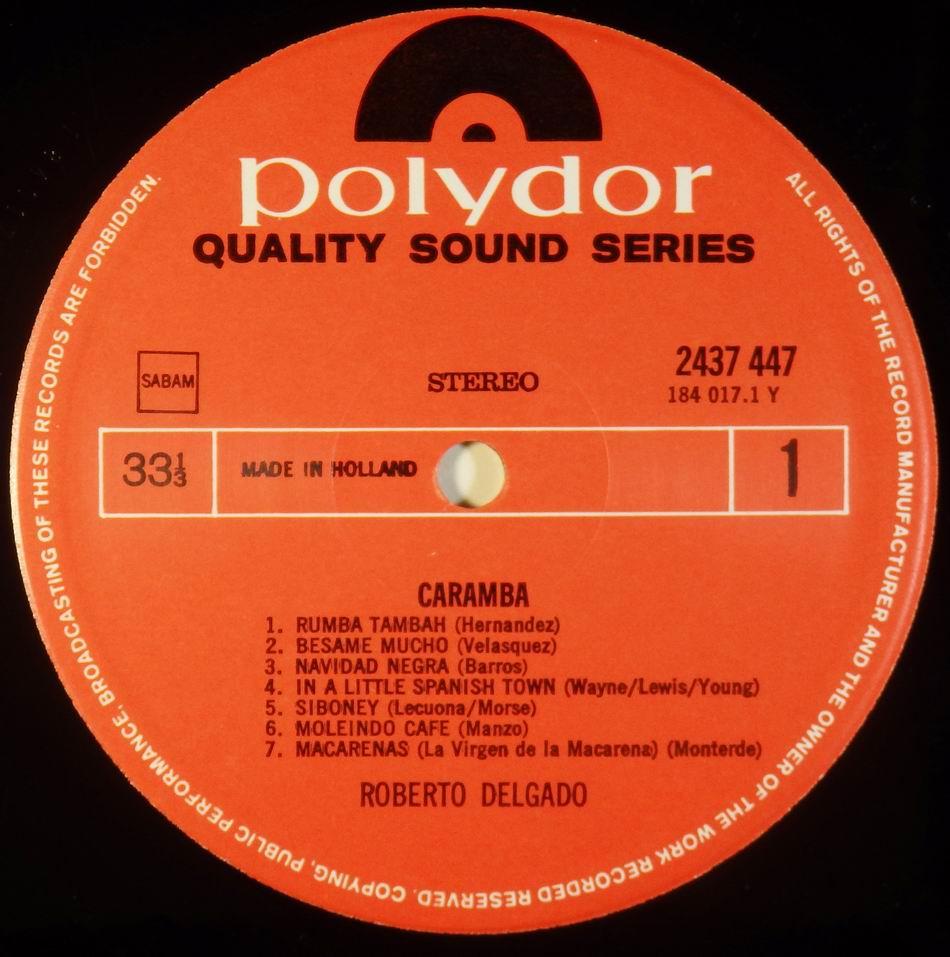 polydor
QUALITY SOUND SERIES
SABAM
STEREO
2437 447
184 017.1 Y
33⅓
MADE IN HOLLAND
1
CARAMBA
1. RUMBA TAMBAH (Hernandez)
2. BESAME MUCHO (Velasquez)
3. NAVIDAD NEGRA (Barros)
4. IN A LITTLE SPANISH TOWN (Wayne/Lewis/Young)
5. SIBONEY (Lecuona/Morse)
6. MOLEINDO CAFE (Manzo)
7. MACARENAS (La Virgen de la Macarena) (Monterde)
ROBERTO DELGADO
ALL RIGHTS OF THE RECORD MANUFACTURER AND THE OWNER OF THE WORK RECORDED RESERVED. COPYING, PUBLIC PERFORMANCE, BROADCASTING OF THESE RECORDS ARE FORBIDDEN.